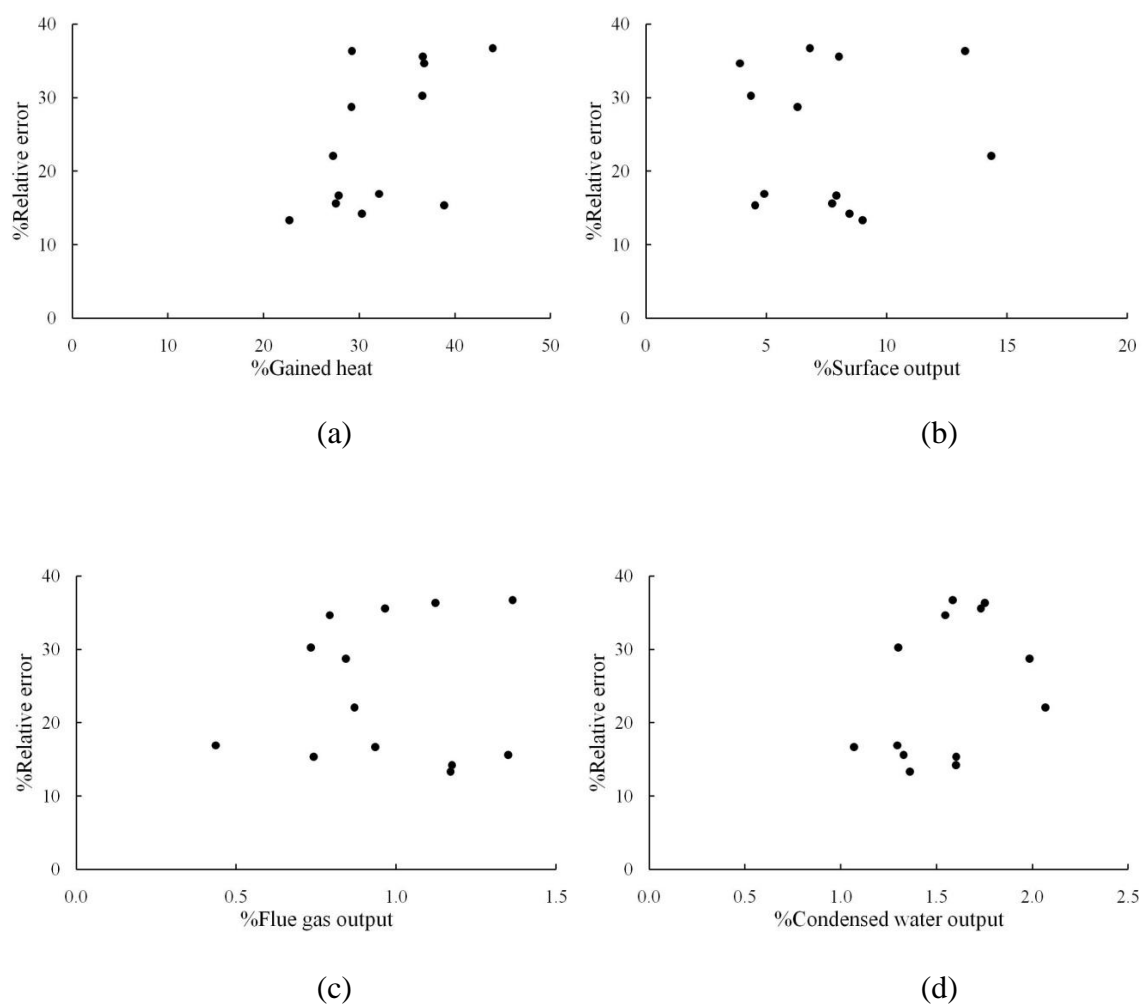 40
30
20
10
0
%Relative error
0 10 20 30 40 50
%Gained heat
(a)
40
30
20
10
0
%Relative error
0 5 10 15 20
%Surface output
(b)
40
30
20
10
0
%Relative error
0.0 0.5 1.0 1.5
%Flue gas output
(c)
40
30
20
10
0
%Relative error
0.0 0.5 1.0 1.5 2.0 2.5
%Condensed water output
(d)